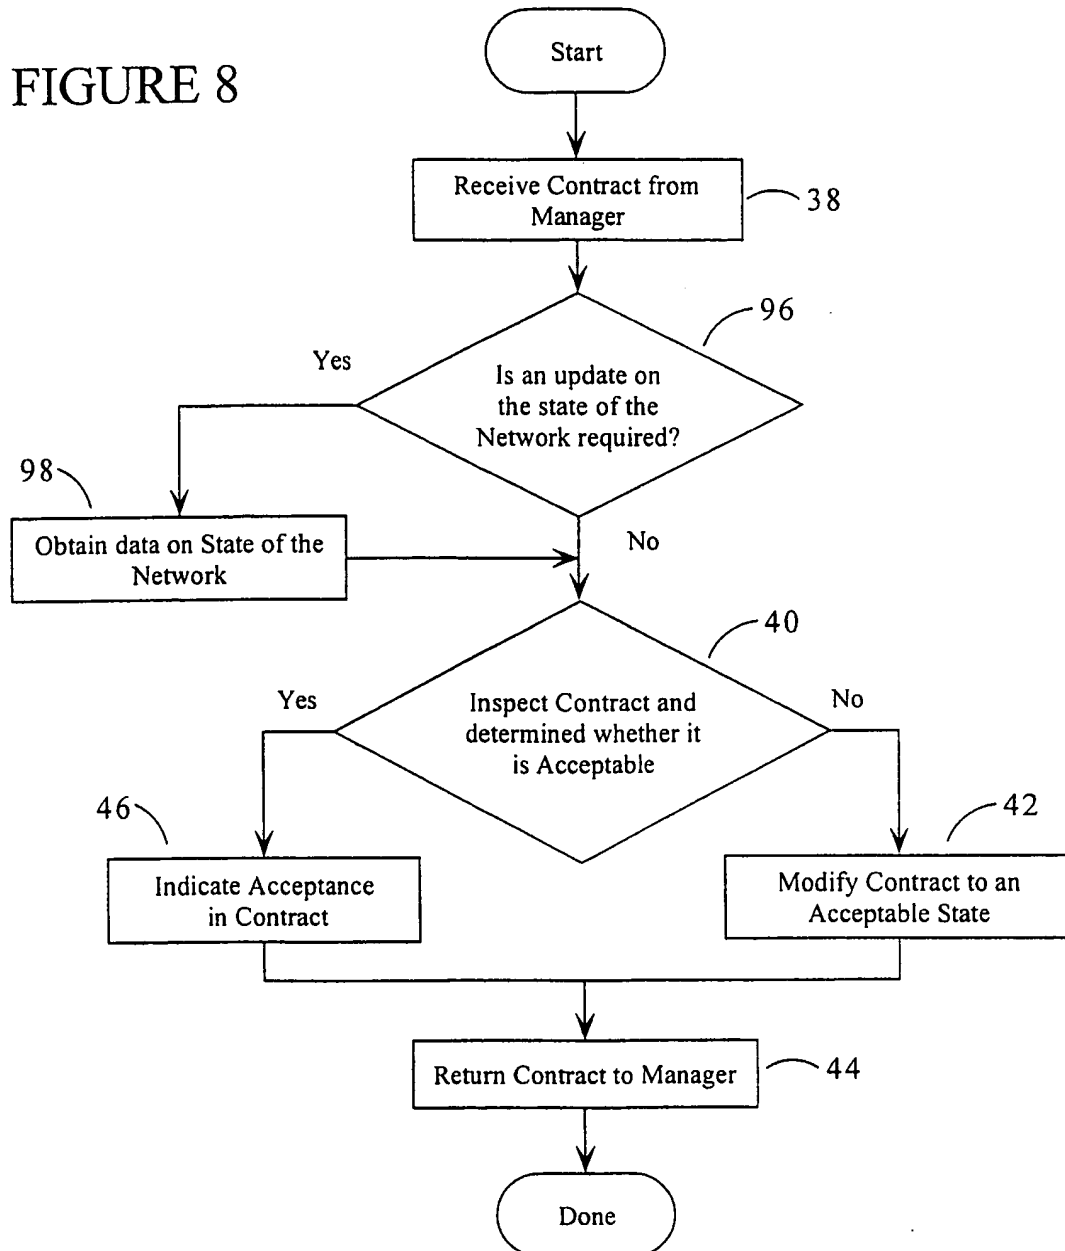 FIGURE 8
Start
Receive Contract from
Manager
38
96
Yes
Is an update on
the state of the
Network required?
98
Obtain data on State of the
Network
No
40
Yes
Inspect Contract and
determined whether it
is Acceptable
No
46
Indicate Acceptance
in Contract
42
Modify Contract to an
Acceptable State
Return Contract to Manager
44
Done